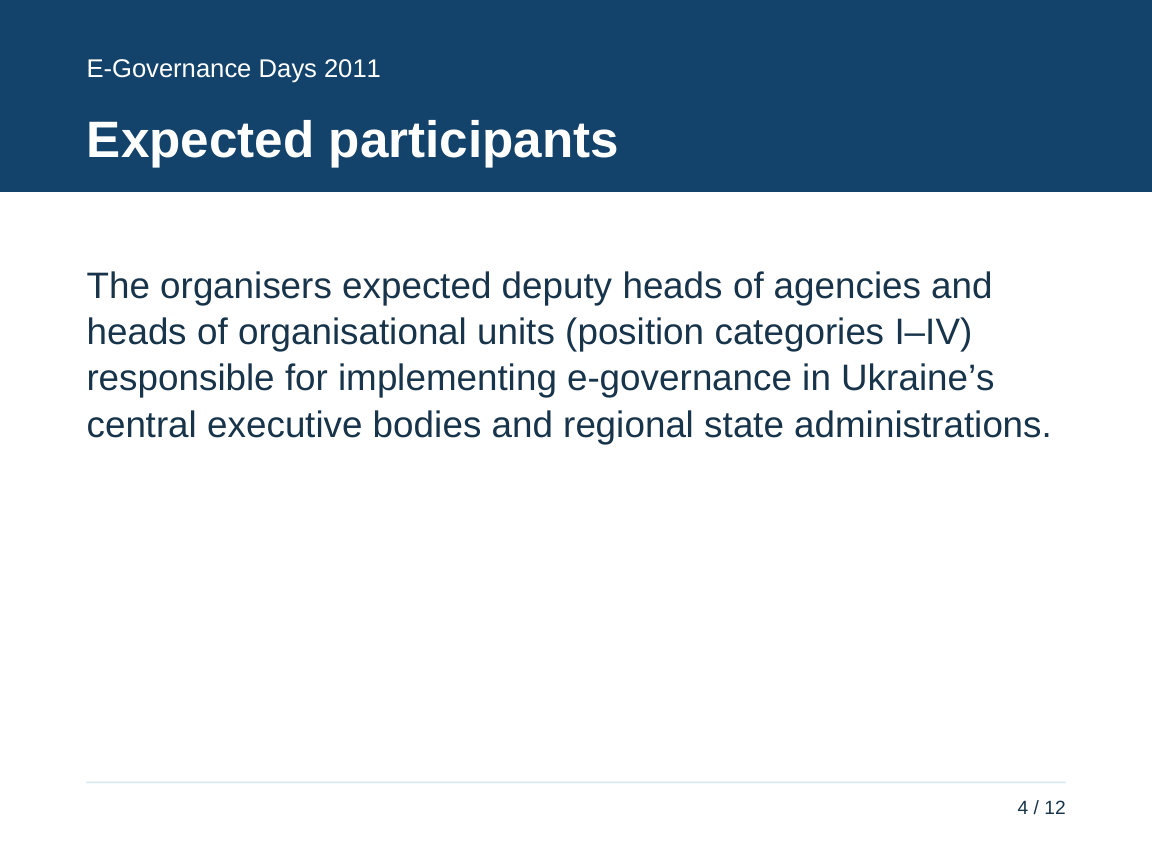 E-Governance Days 2011
Expected participants
The organisers expected deputy heads of agencies and
heads of organisational units (position categories I–IV)
responsible for implementing e-governance in Ukraine’s
central executive bodies and regional state administrations.
4 / 12